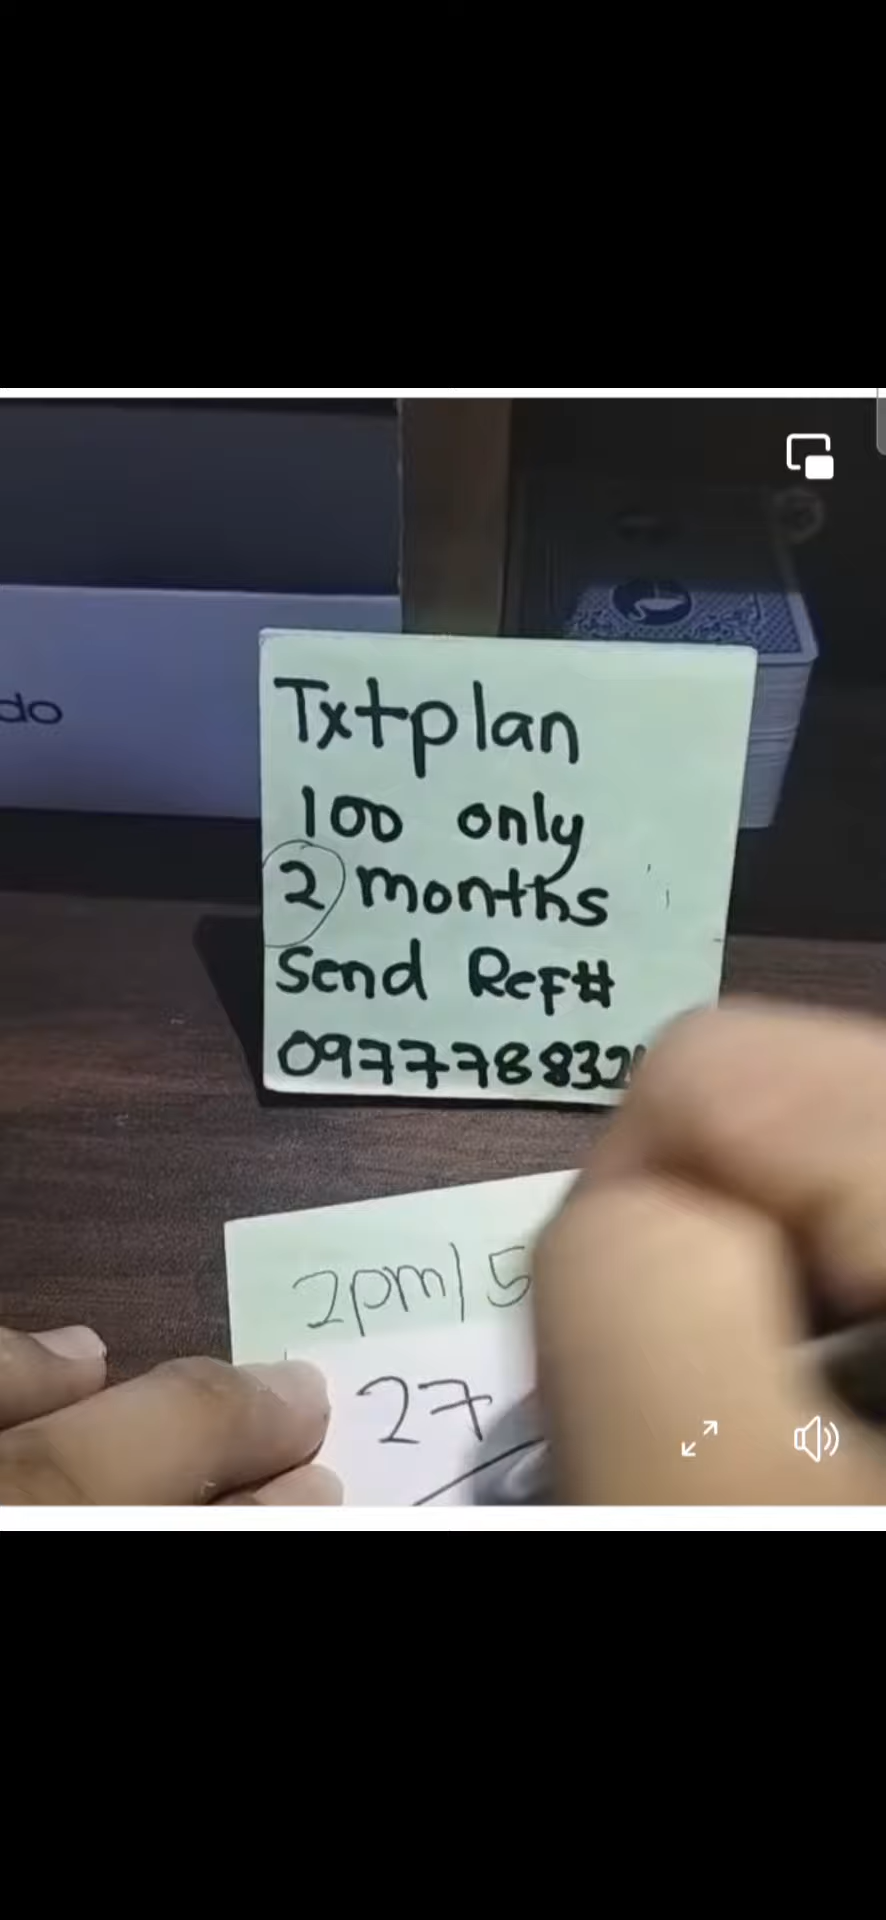 do
Txtplan
100 only
2 months
Send Ref#
097778832
2pm/5
27